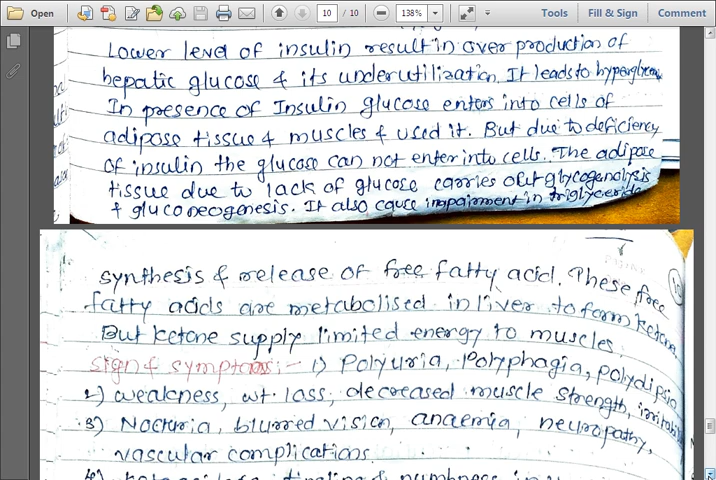 Open
10 / 10
138%
Tools
Fill & Sign
Comment
Lower level of insulin result in over production of
hepatic glucose & its underutilization. It leads to
In presence of Insulin glucose enters into cells of
adipose tissue & muscles & used it. But due to deficiency
of insulin the glucose can not enter into cells. The adipose
tissue due to lack of glucose carries out glycogenolysis
& gluconeogenesis. It also cause impairment in triglyceride
synthesis & release of free fatty acid. These free
fatty acids are metabolised in liver to form ketone.
But ketone supply limited energy to muscles.
Sign & symptoms :- 1) Polyuria, Polyphagia, polydipsia
2) weakness, wt. loss, decreased muscle strength,
3) Nocturia, blurred vision, anaemia, neuropathy,
vascular complications.